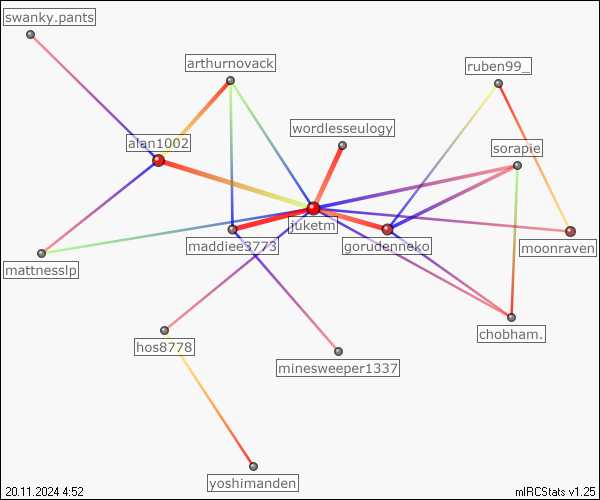 swanky.pants
arthurnovack
ruben99_
wordlesseulogy
alan1002
sorapie
juketm
maddiee3773
gorudenneko
moonraven
mattnesslp
chobham.
hos8778
minesweeper1337
yoshimanden
20.11.2024 4:52
mIRCStats v1.25